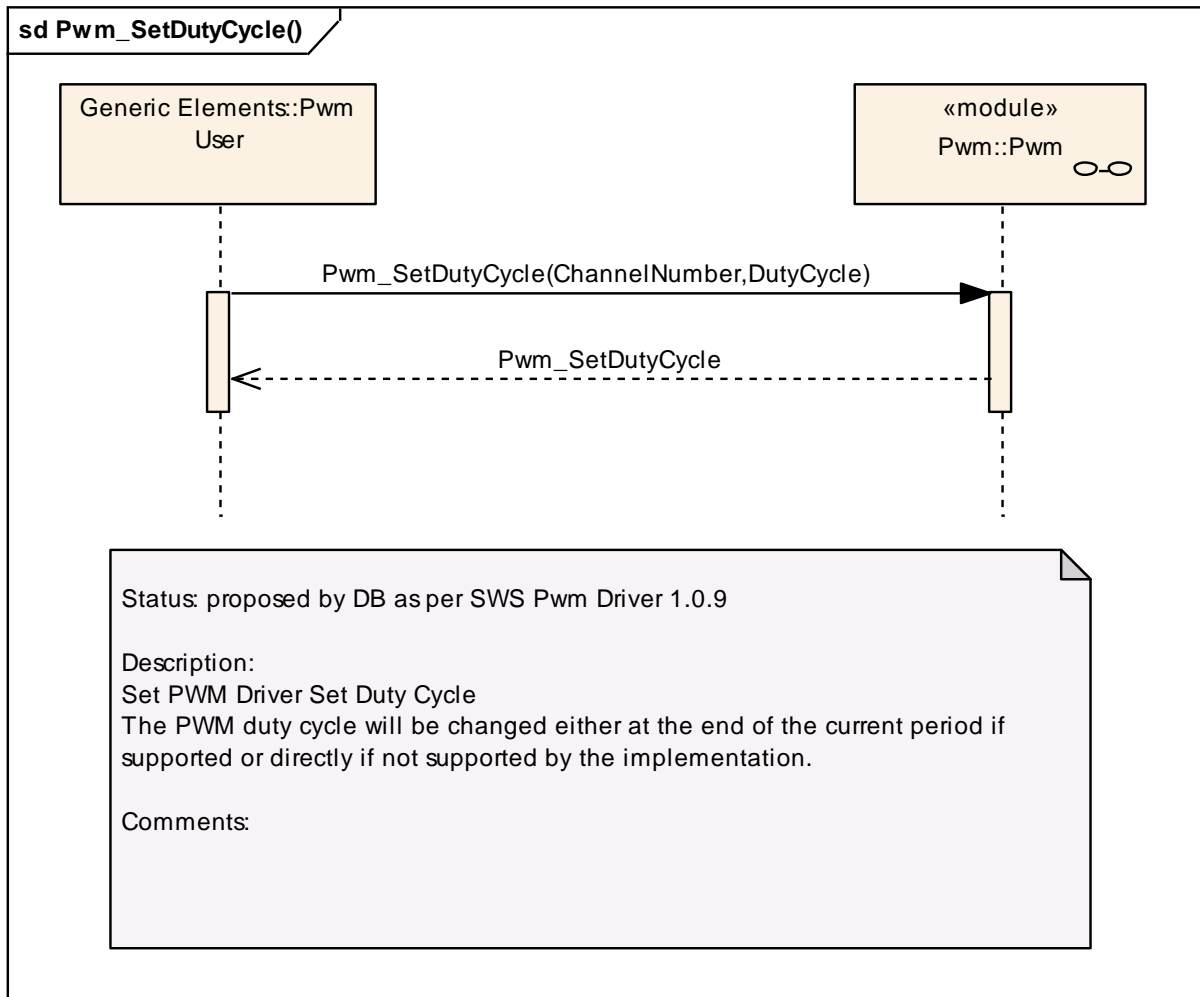 sd Pwm_SetDutyCycle()
Generic Elements::Pwm
User
«module»
Pwm::Pwm
Pwm_SetDutyCycle(ChannelNumber,DutyCycle)
Pwm_SetDutyCycle
Status: proposed by DB as per SWS Pwm Driver 1.0.9
Description:
Set PWM Driver Set Duty Cycle
The PWM duty cycle will be changed either at the end of the current period if
supported or directly if not supported by the implementation.
Comments: